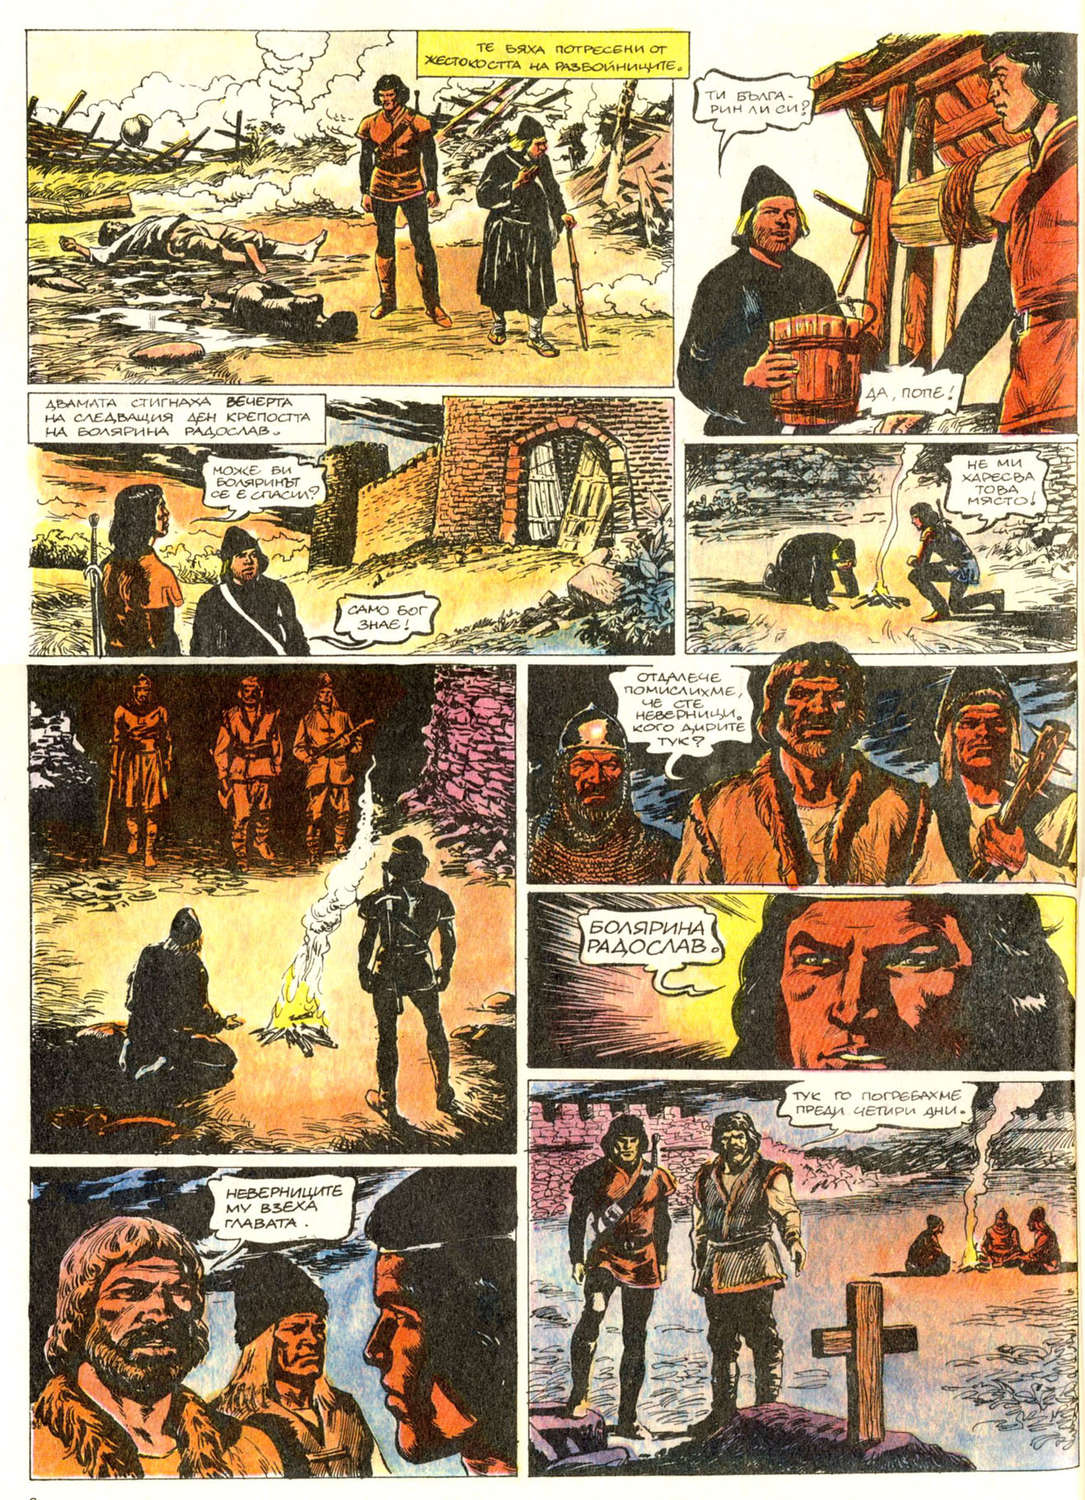 ТЕ БЯХА ПОТРЕСЕНИ ОТ
ЖЕСТОКОСТТА НА РАЗБОЙНИЦИТЕ.
ТИ БЪЛГА-
РИН ЛИ СИ?
ДА, ПОПЕ!
ДВАМАТА СТИГНАХА ВЕЧЕРТА
НА СЛЕДВАЩИЯ ДЕН КРЕПОСТТА
НА БОЛЯРИНА РАДОСЛАВ.
МОЖЕ БИ
БОЛЯРИНЪТ
СЕ Е СПАСИЛ?
САМО БОГ
ЗНАЕ!
НЕ МИ
ХАРЕСВА
ТОВА
МЯСТО!
ОТДАЛЕЧЕ
ПОМИСЛИХМЕ,
ЧЕ СТЕ
НЕВЕРНИЦИ.
КОГО ДИРИТЕ
ТУК?
БОЛЯРИНА
РАДОСЛАВ.
НЕВЕРНИЦИТЕ
МУ ВЗЕХА
ГЛАВАТА.
ТУК ГО ПОГРЕБАХМЕ
ПРЕДИ ЧЕТИРИ ДНИ.